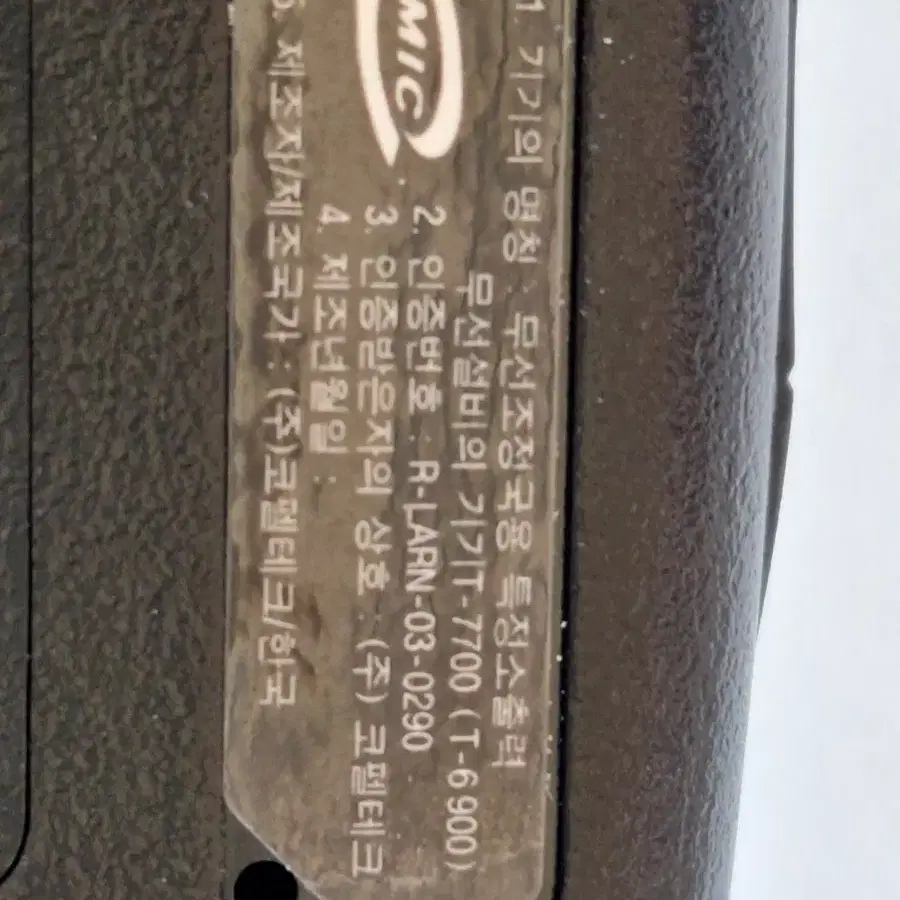 1. 기기의 명칭 : 무선조정국용 특정소출력
무선설비의 기기T-7700 (T-6900)
MIC
2. 인증번호 : R-LARN-03-0290
3. 인증받은자의 상호 : (주) 코펄테크
4. 제조년월일 :
5. 제조자/제조국가 : (주)코펄테크/한국